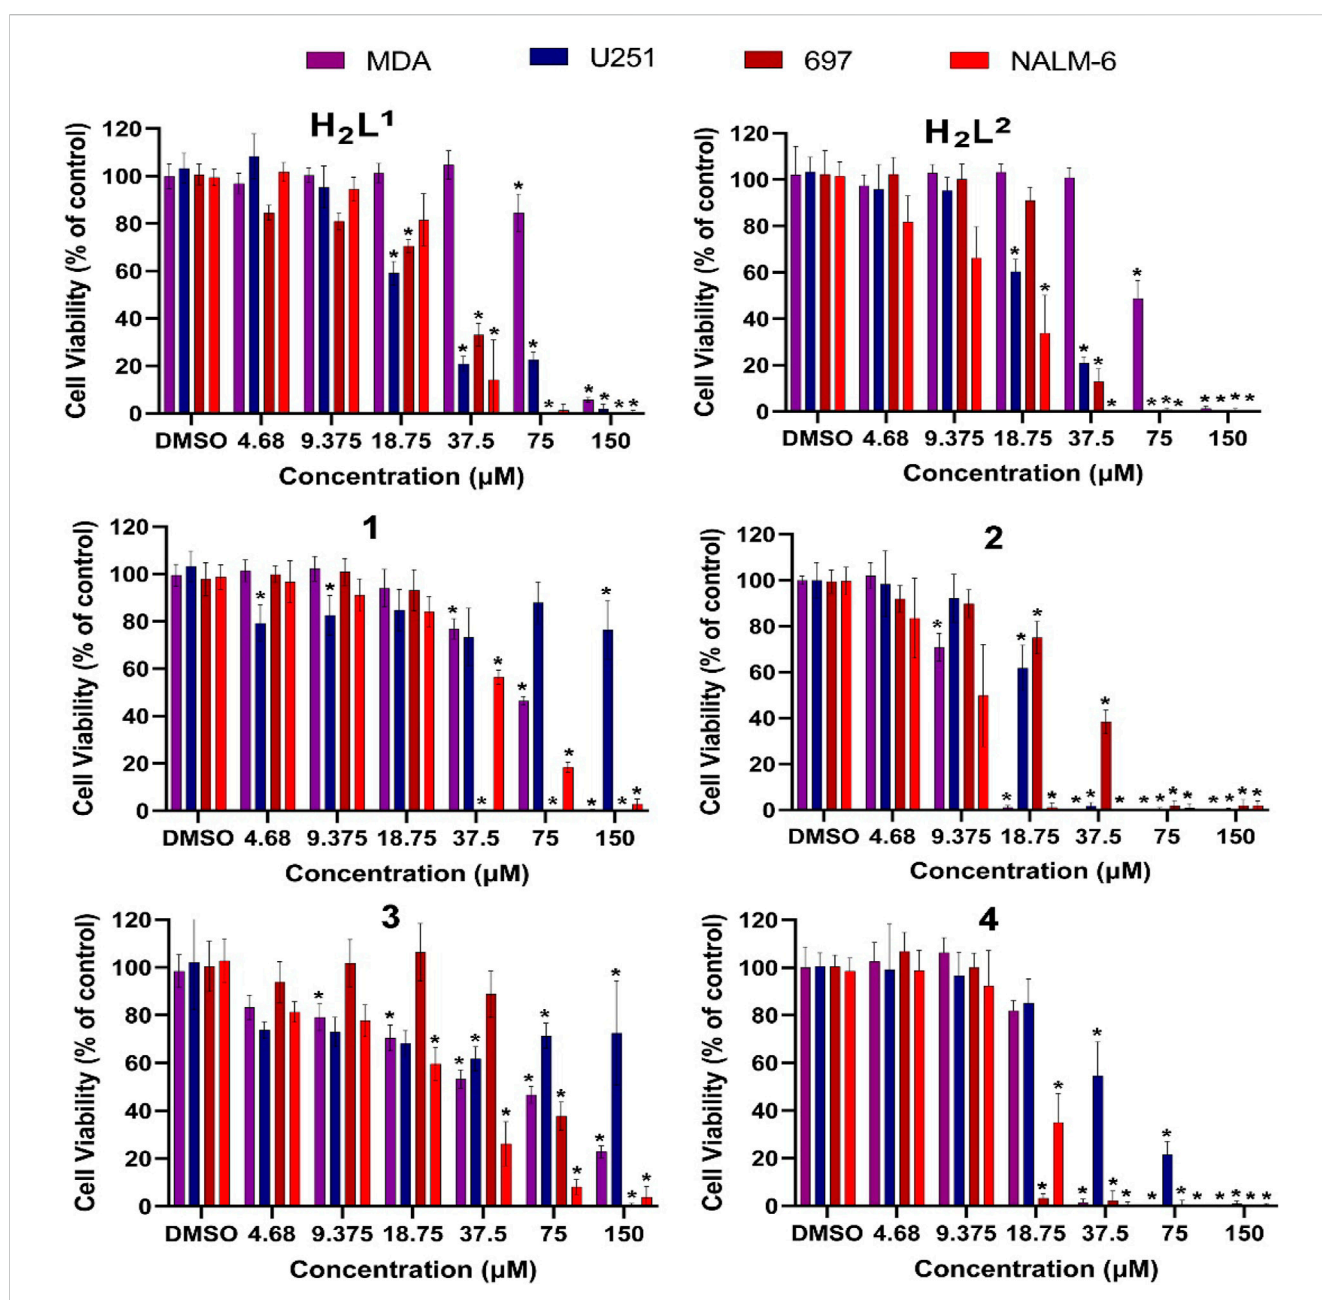 MDA U251 697 NALM-6
H₂L¹
Cell Viability (% of control)
120
100
80
60
40
20
0
DMSO 4.68 9.375 18.75 37.5 75 150
Concentration (µM)
H₂L²
Cell Viability (% of control)
120
100
80
60
40
20
0
DMSO 4.68 9.375 18.75 37.5 75 150
Concentration (µM)
1
Cell Viability (% of control)
120
100
80
60
40
20
0
DMSO 4.68 9.375 18.75 37.5 75 150
Concentration (µM)
2
Cell Viability (% of control)
120
100
80
60
40
20
0
DMSO 4.68 9.375 18.75 37.5 75 150
Concentration (µM)
3
Cell Viability (% of control)
120
100
80
60
40
20
0
DMSO 4.68 9.375 18.75 37.5 75 150
Concentration (µM)
4
Cell Viability (% of control)
120
100
80
60
40
20
0
DMSO 4.68 9.375 18.75 37.5 75 150
Concentration (µM)